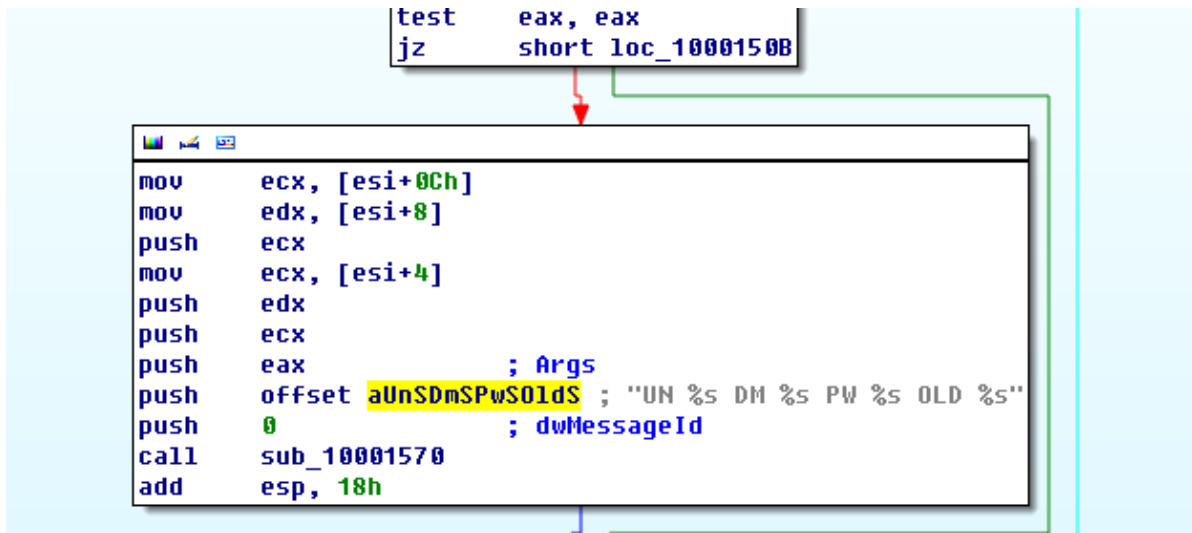 test eax, eax
jz short loc_1000150B
mov ecx, [esi+0Ch]
mov edx, [esi+8]
push ecx
mov ecx, [esi+4]
push edx
push ecx
push eax ; Args
push offset aUnSDmSPwSOldS ; "UN %s DM %s PW %s OLD %s"
push 0 ; dwMessageId
call sub_10001570
add esp, 18h